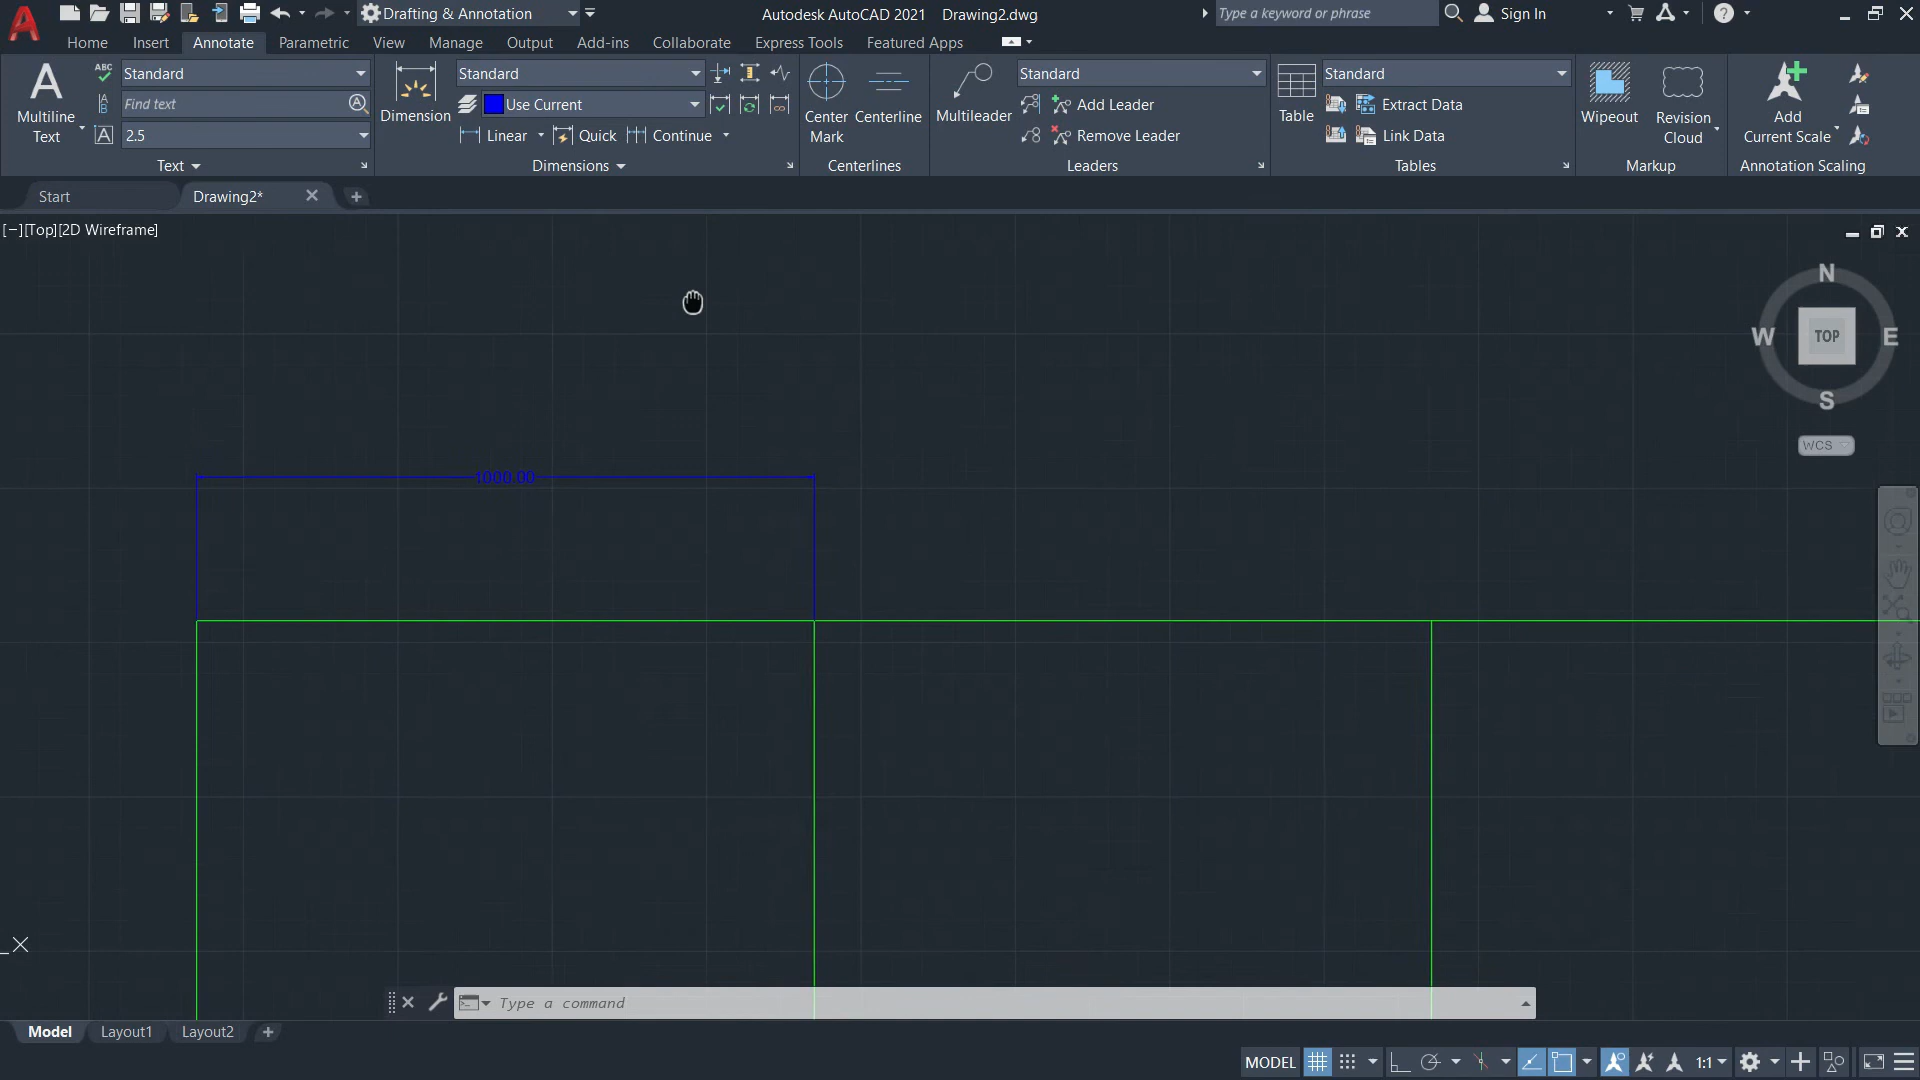 Drafting & Annotation
Autodesk AutoCAD 2021 Drawing2.dwg
Type a keyword or phrase
Sign In
?
Home Insert Annotate Parametric View Manage Output Add-ins Express Tools Collaborate Featured Apps
Multiline
Text
ABC
Standard
Find text
2.5
Text
Dimension
Standard
Use Current
Linear Quick Continue
Dimensions
Center
Mark
Centerline
Centerlines
Multileader
Standard
Add Leader
Remove Leader
Leaders
Table
Standard
Extract Data
Link Data
Tables
Wipeout
Revision
Cloud
Markup
Add
Current Scale
Annotation Scaling
Start
Drawing2*
[−][Top][2D Wireframe]
N
W TOP E
S
WCS
1000.00
X
Type a command
Model Layout1 Layout2 +
MODEL 1:1